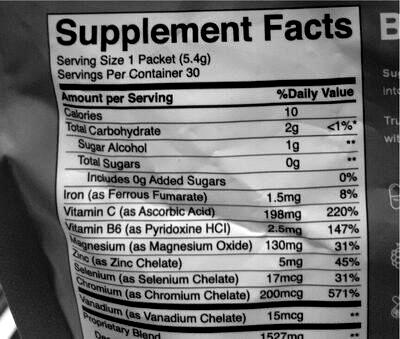 Supplement Facts
Serving Size 1 Packet (5.4g)
Servings Per Container 30
Amount per Serving %Daily Value
Calories 10
Total Carbohydrate 2g <1%*
Sugar Alcohol 1g **
Total Sugars 0g **
Includes 0g Added Sugars 0%
Iron (as Ferrous Fumarate) 1.5mg 8%
Vitamin C (as Ascorbic Acid) 198mg 220%
Vitamin B6 (as Pyridoxine HCl) 2.5mg 147%
Magnesium (as Magnesium Oxide) 130mg 31%
Zinc (as Zinc Chelate) 5mg 45%
Selenium (as Selenium Chelate) 17mcg 31%
Chromium (as Chromium Chelate) 200mcg 571%
Vanadium (as Vanadium Chelate) 15mcg **
Proprietary Blend 1527mg **
B
Sug
into
Tru
wit